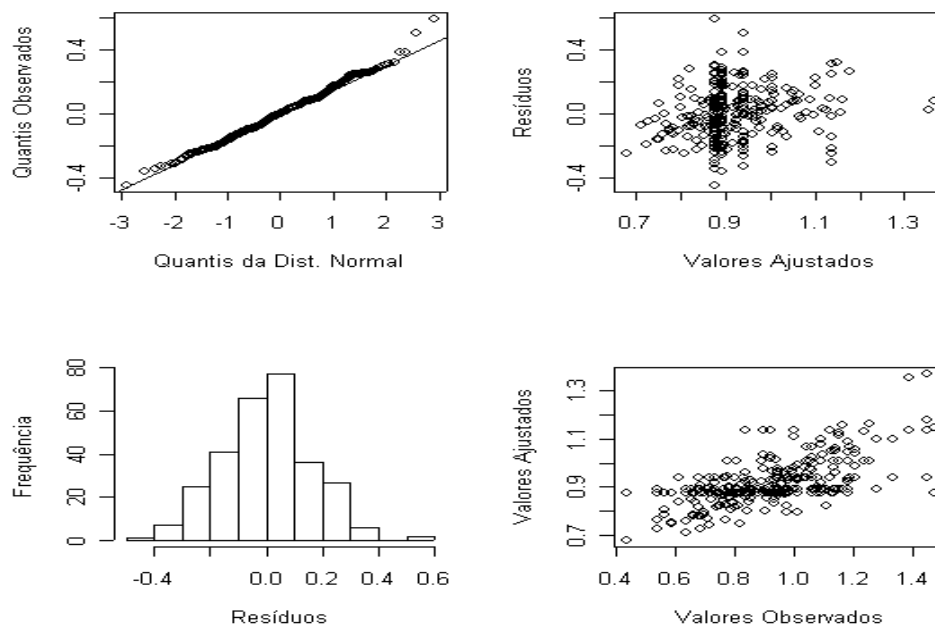 Quantis Observados
-0.4 0.0 0.4
-3 -2 -1 0 1 2 3
Quantis da Dist. Normal
Resíduos
-0.4 0.0 0.4
0.7 0.9 1.1 1.3
Valores Ajustados
Frequência
0 20 40 60 80
-0.4 0.0 0.2 0.4 0.6
Resíduos
Valores Ajustados
0.7 0.9 1.1 1.3
0.4 0.6 0.8 1.0 1.2 1.4
Valores Observados